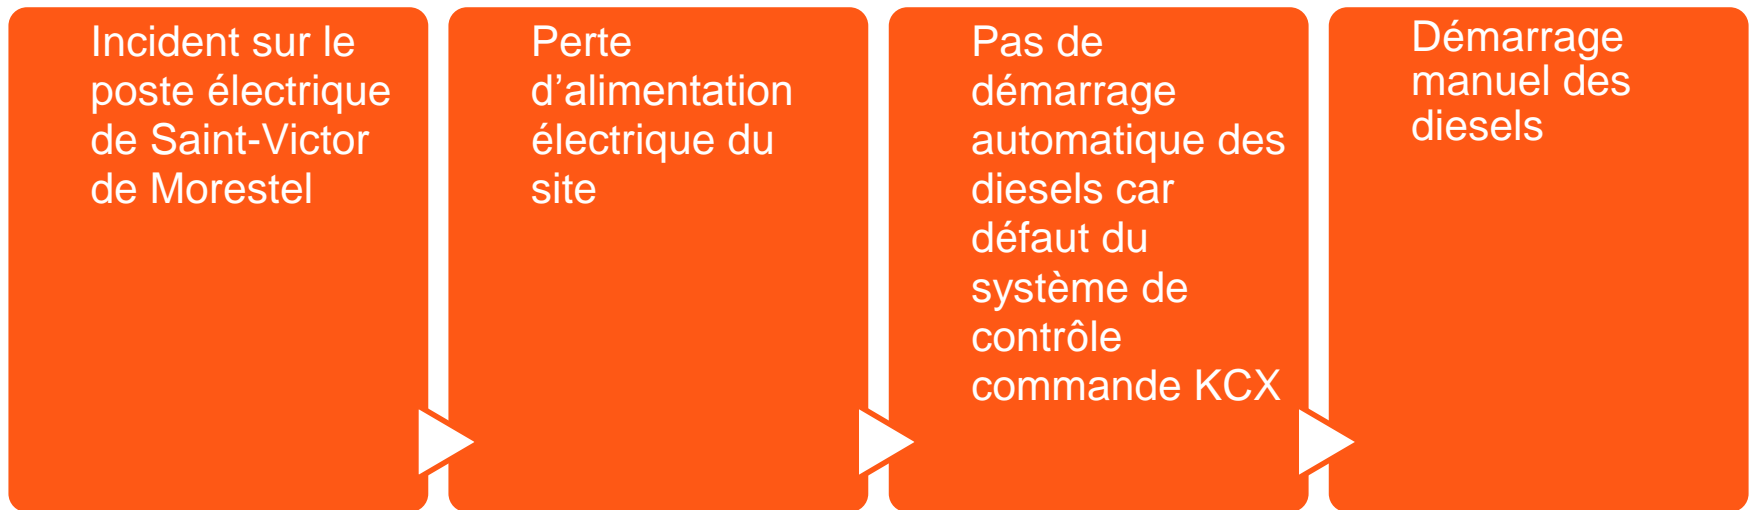 Incident sur le
poste électrique
de Saint-Victor
de Morestel
Perte
d’alimentation
électrique du
site
Pas de
démarrage
automatique des
diesels car
défaut du
système de
contrôle
commande KCX
Démarrage
manuel des
diesels